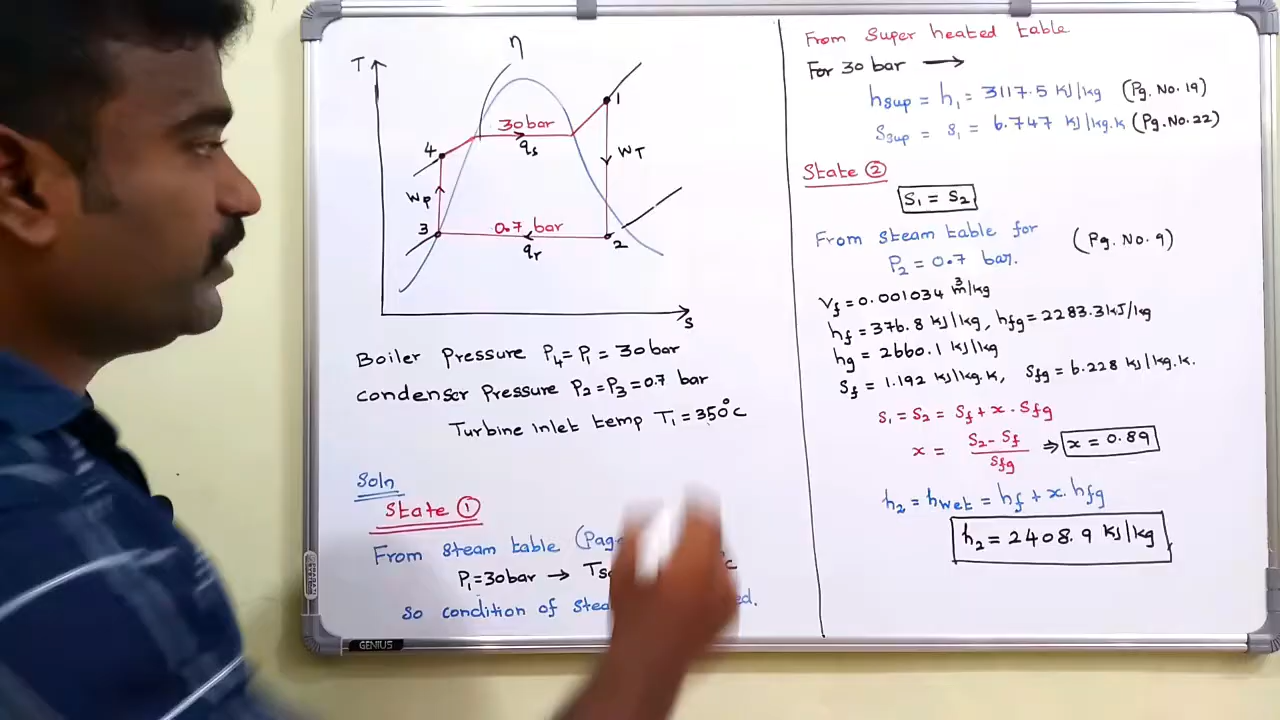 η
T
1
30 bar
qs
4
WT
WP
3
0.7 bar
qr
2
s
Boiler Pressure P4 = P1 = 30 bar
condenser Pressure P2 = P3 = 0.7 bar
Turbine Inlet temp T1 = 350°c
Soln
State ①
From steam table
P1 = 30 bar →
°c
so condition of
From Super heated table
For 30 bar →
hsup = h1 = 3117.5 KJ/kg (Pg. No. 19)
Ssup = s1 = 6.747 KJ/kg.k (Pg.No.22)
State ②
S1 = S2
From steam table for (Pg. No. 9)
P2 = 0.7 bar.
Vf = 0.001034 m³/kg
hf = 376.8 KJ/kg, hfg = 2283.3 KJ/kg
hg = 2660.1 KJ/kg
Sf = 1.192 KJ/kg.K, Sfg = 6.228 KJ/kg.K.
S1 = S2 = Sf + x . Sfg
x = S2 - Sf / Sfg ⇒ x = 0.89
h2 = hwet = hf + x. hfg
h2 = 2408.9 KJ/kg
GENIUS